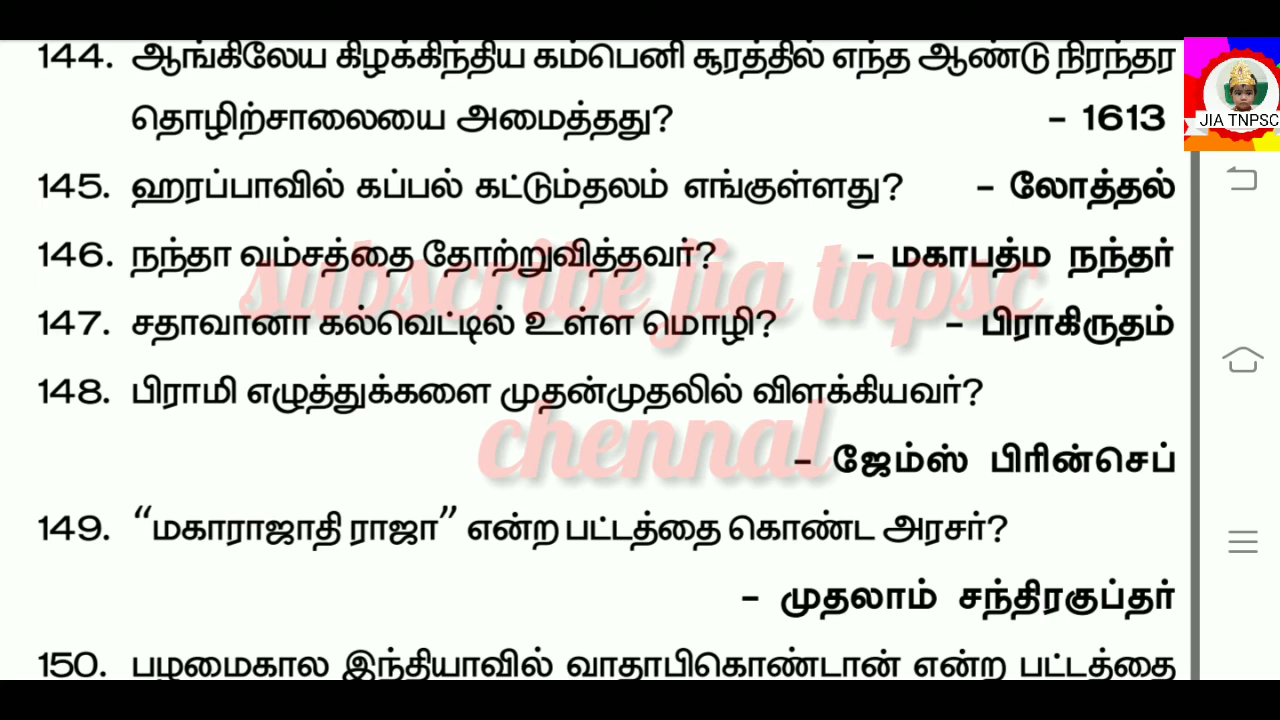 144. ஆங்கிலேய கிழக்கிந்திய கம்பெனி சூரத்தில் எந்த ஆண்டு நிரந்தர
தொழிற்சாலையை அமைத்தது? - 1613
JIA TNPSC
145. ஹரப்பாவில் கப்பல் கட்டும்தலம் எங்குள்ளது? - லோத்தல்
146. நந்தா வம்சத்தை தோற்றுவித்தவர்? - மகாபத்ம நந்தர்
subscribe jia tnpsc
147. சதாவானா கல்வெட்டில் உள்ள மொழி? - பிராகிருதம்
148. பிராமி எழுத்துக்களை முதன்முதலில் விளக்கியவர்?
chennal
- ஜேம்ஸ் பிரின்செப்
149. “மகாராஜாதி ராஜா” என்ற பட்டத்தை கொண்ட அரசர்?
- முதலாம் சந்திரகுப்தர்
150. பழமைகால இந்தியாவில் வாதாபிகொண்டான் என்ற பட்டத்தை